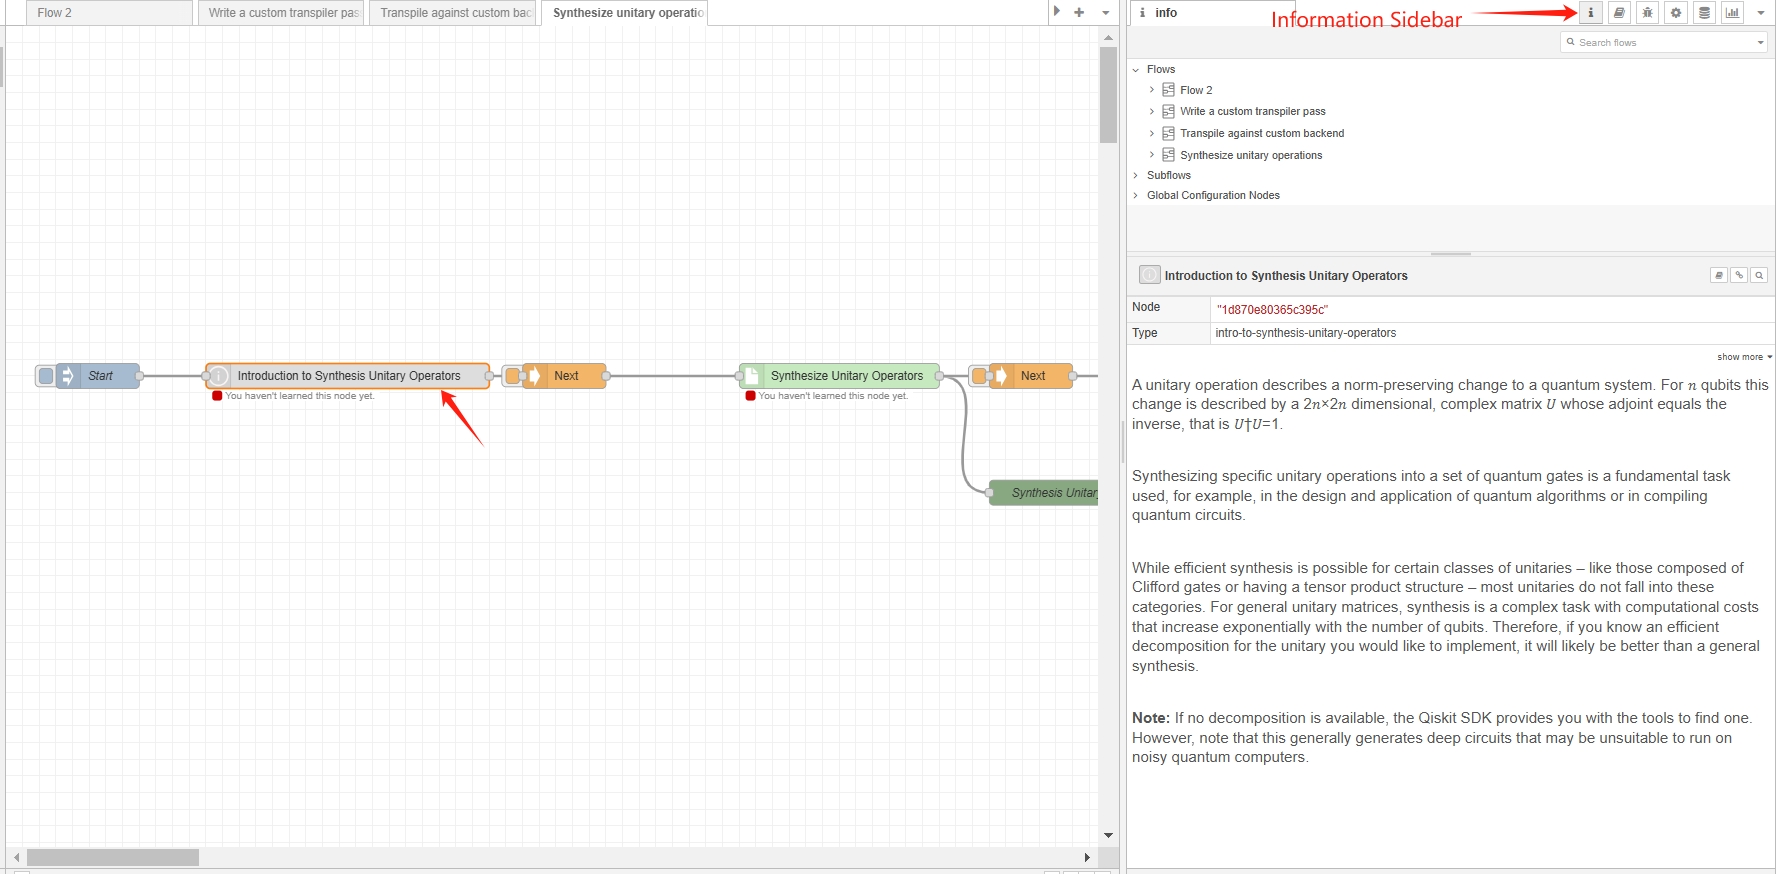 Flow 2
Write a custom transpiler pas
Transpile against custom bac
Synthesize unitary operatio
info
Information Sidebar
Search flows
Flows
Flow 2
Write a custom transpiler pass
Transpile against custom backend
Synthesize unitary operations
Subflows
Global Configuration Nodes
Start
Introduction to Synthesis Unitary Operators
You haven't learned this node yet.
Next
Synthesize Unitary Operators
You haven't learned this node yet.
Next
Synthesis Unitar
Introduction to Synthesis Unitary Operators
Node "1d870e80365c395c"
Type intro-to-synthesis-unitary-operators
show more
A unitary operation describes a norm-preserving change to a quantum system. For n qubits this
change is described by a 2n×2n dimensional, complex matrix U whose adjoint equals the
inverse, that is U†U=1.
Synthesizing specific unitary operations into a set of quantum gates is a fundamental task
used, for example, in the design and application of quantum algorithms or in compiling
quantum circuits.
While efficient synthesis is possible for certain classes of unitaries – like those composed of
Clifford gates or having a tensor product structure – most unitaries do not fall into these
categories. For general unitary matrices, synthesis is a complex task with computational costs
that increase exponentially with the number of qubits. Therefore, if you know an efficient
decomposition for the unitary you would like to implement, it will likely be better than a general
synthesis.
Note: If no decomposition is available, the Qiskit SDK provides you with the tools to find one.
However, note that this generally generates deep circuits that may be unsuitable to run on
noisy quantum computers.